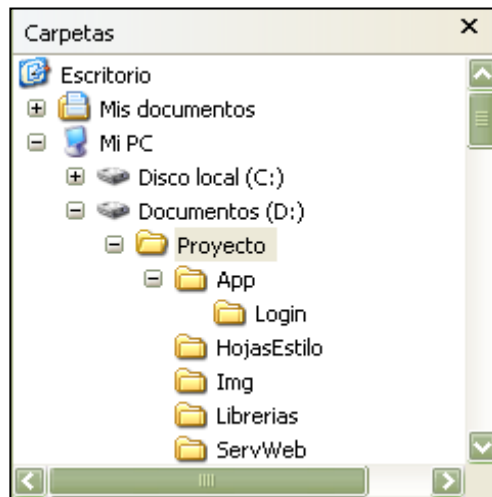 Carpetas
Escritorio
Mis documentos
Mi PC
Disco local (C:)
Documentos (D:)
Proyecto
App
Login
HojasEstilo
Img
Librerias
ServWeb